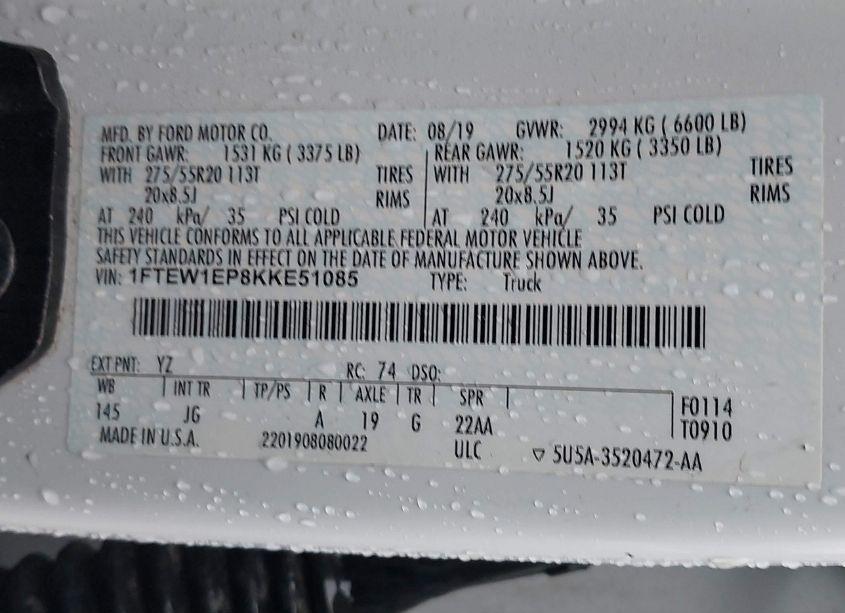 MFD. BY FORD MOTOR CO. DATE: 08/19 GVWR: 2994 KG ( 6600 LB)
FRONT GAWR: 1531 KG ( 3375 LB) REAR GAWR: 1520 KG ( 3350 LB)
WITH 275/55R20 113T TIRES WITH 275/55R20 113T TIRES
20x8.5J RIMS 20x8.5J RIMS
AT 240 kPa/ 35 PSI COLD AT 240 kPa/ 35 PSI COLD
THIS VEHICLE CONFORMS TO ALL APPLICABLE FEDERAL MOTOR VEHICLE
SAFETY STANDARDS IN EFFECT ON THE DATE OF MANUFACTURE SHOWN ABOVE.
VIN: 1FTEW1EP8KKE51085 TYPE: Truck
EXT PNT: YZ RC: 74 DSO:
WB INT TR TP/PS R AXLE TR SPR F0114
145 JG A 19 G 22AA T0910
MADE IN U.S.A. 2201908080022 ULC ▽ 5U5A-3520472-AA